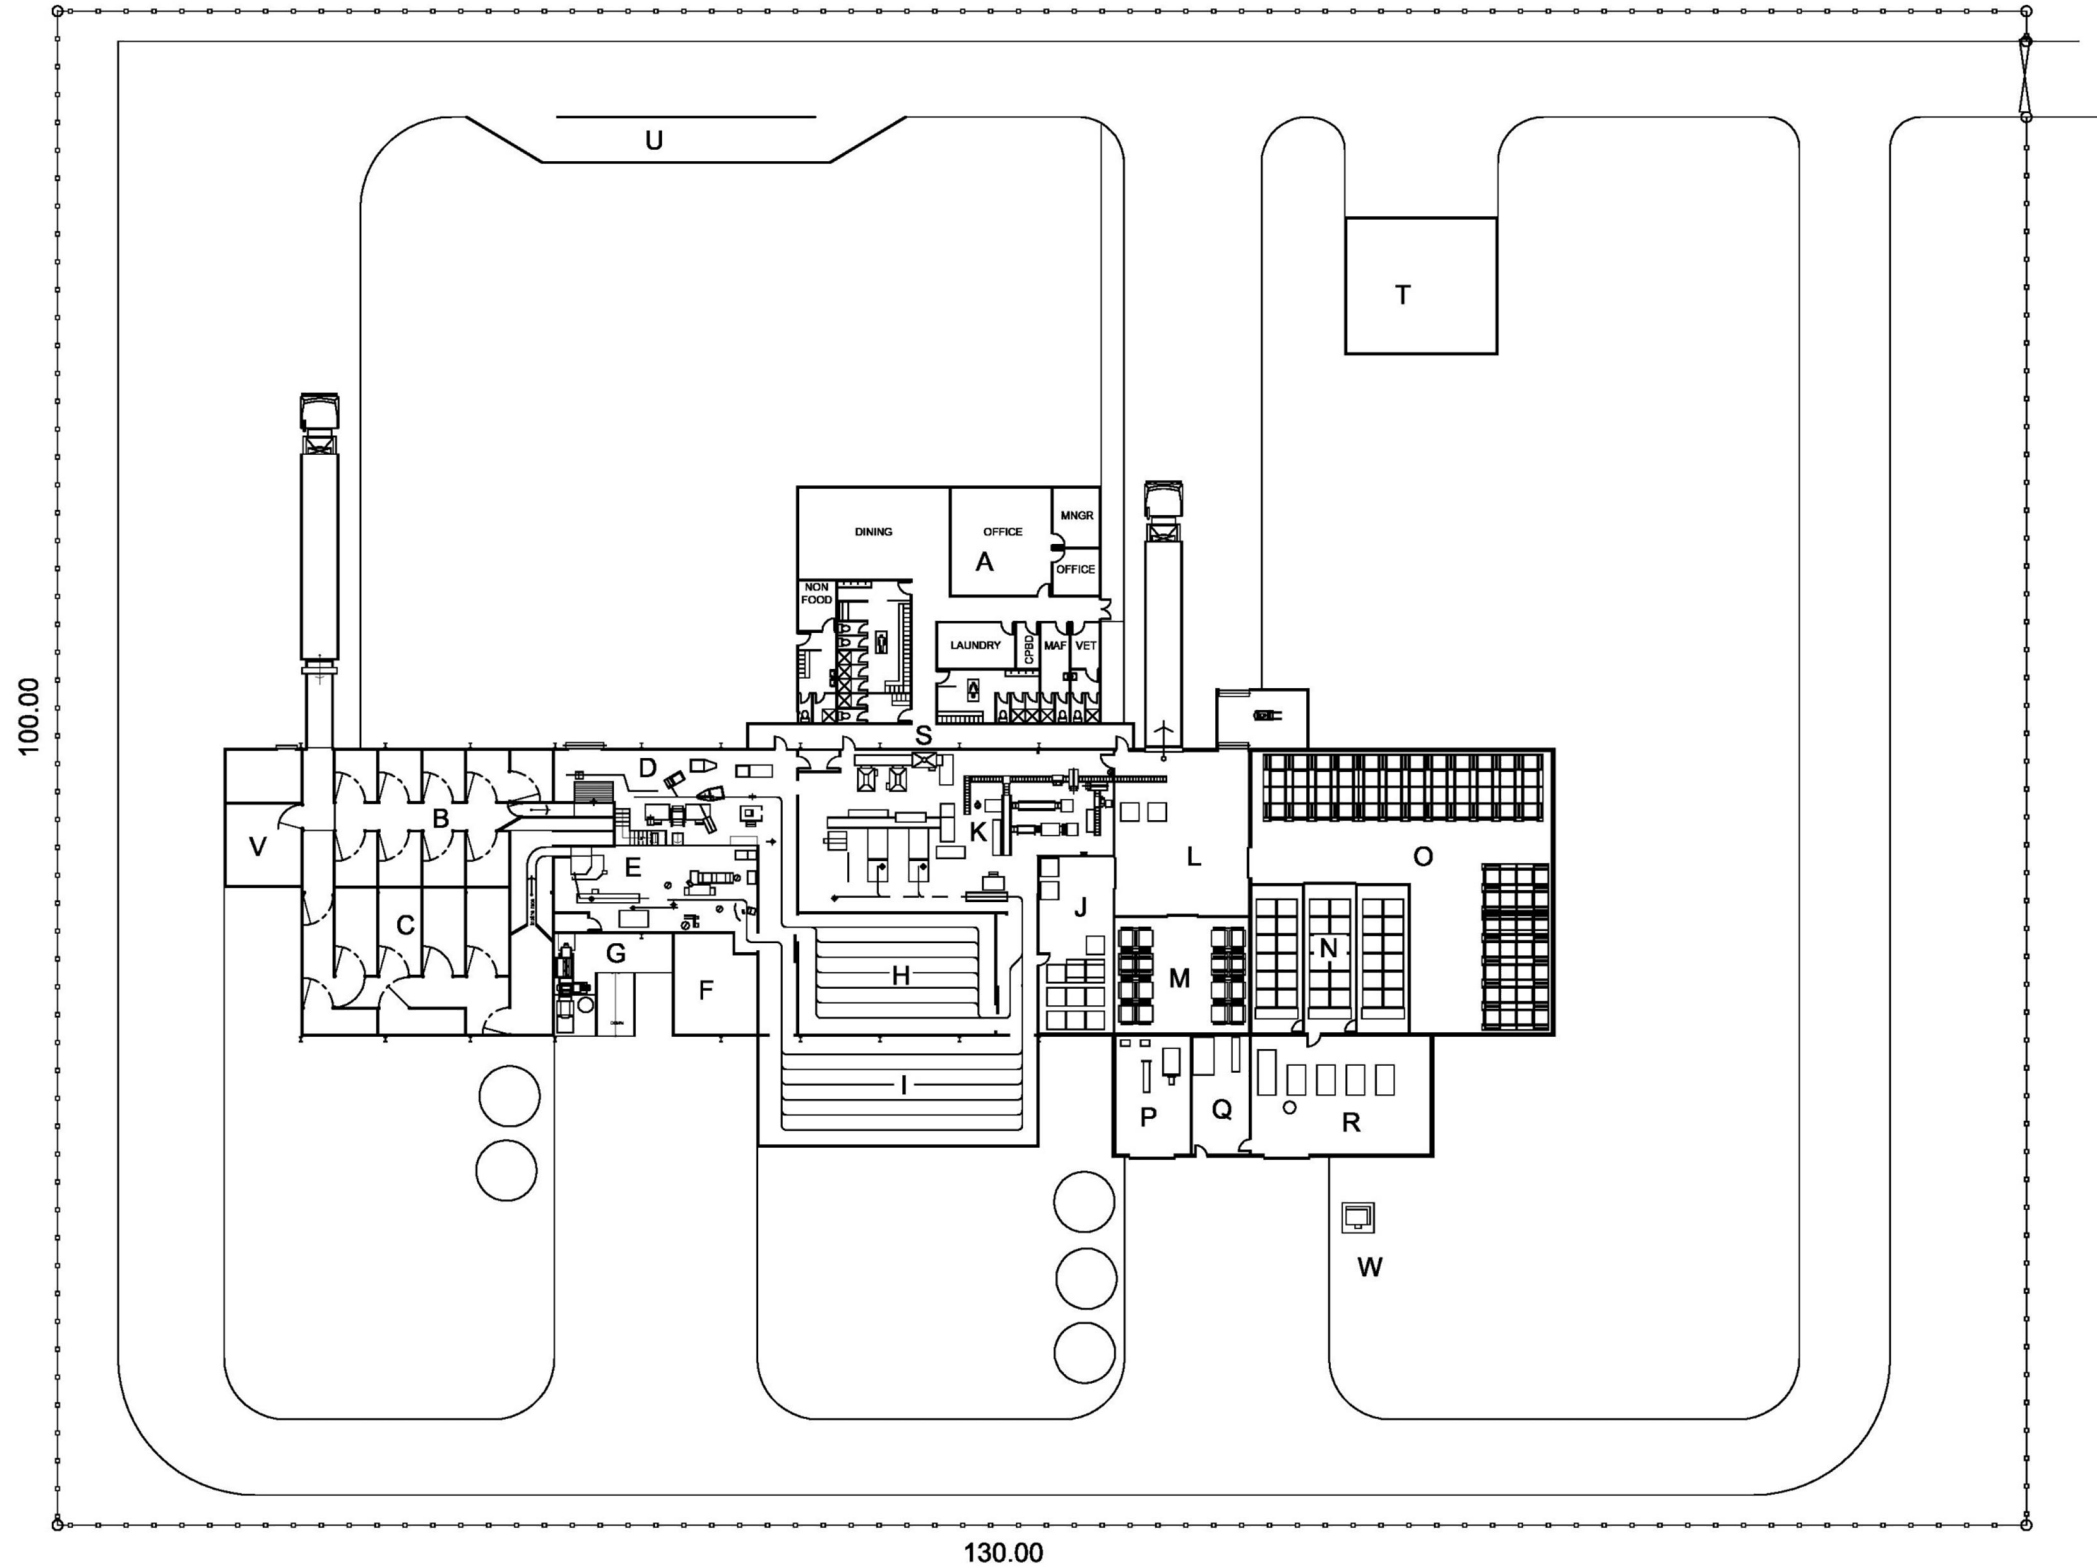 U
T
DINING
OFFICE
MNGR
A
OFFICE
NON
FOOD
LAUNDRY
CPBD
MAF
VET
100.00
S
D
B
K
V
L
O
E
C
J
G
H
N
M
F
I
P
Q
R
W
130.00